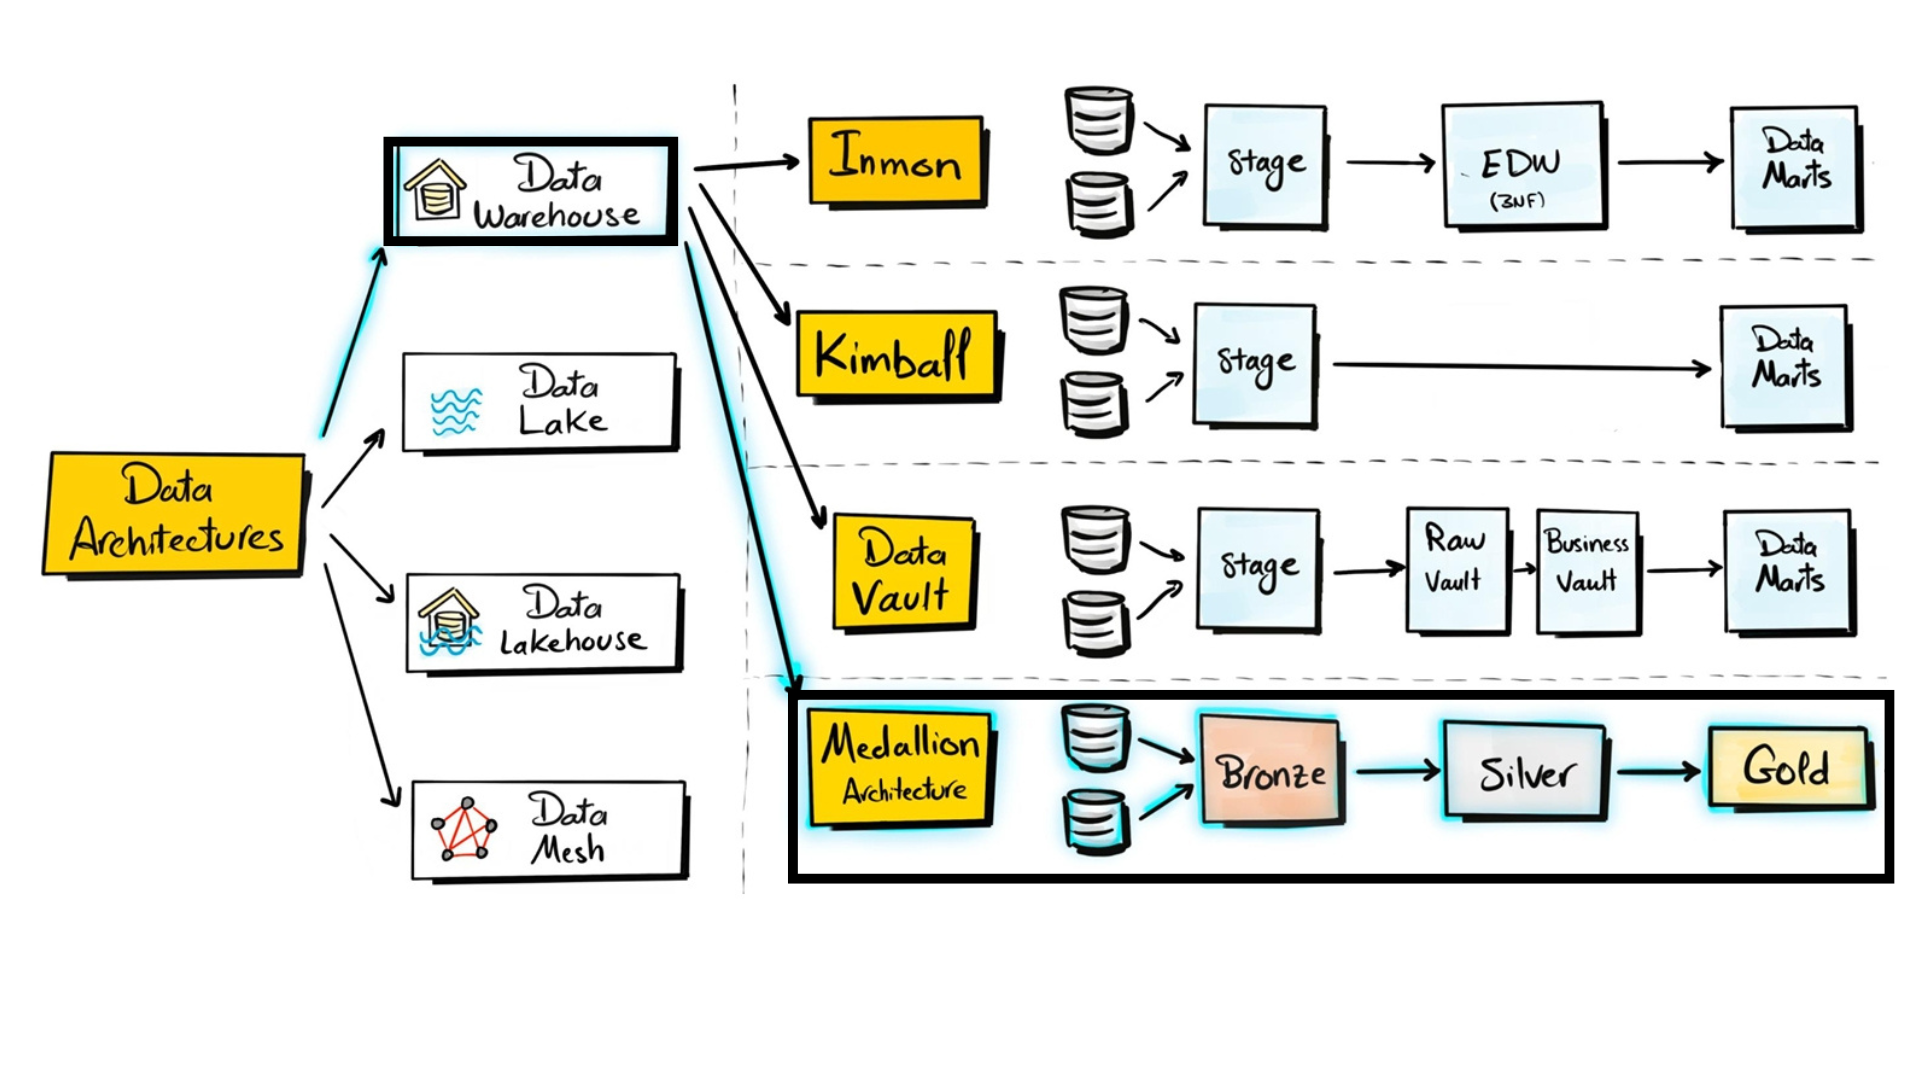 Data
Architectures
Data
Warehouse
Data
Lake
Data
Lakehouse
Data
Mesh
Inmon
Stage
EDW
(3NF)
Data
Marts
Kimball
Stage
Data
Marts
Data
Vault
Stage
Raw
Vault
Business
Vault
Data
Marts
Medallion
Architecture
Bronze
Silver
Gold